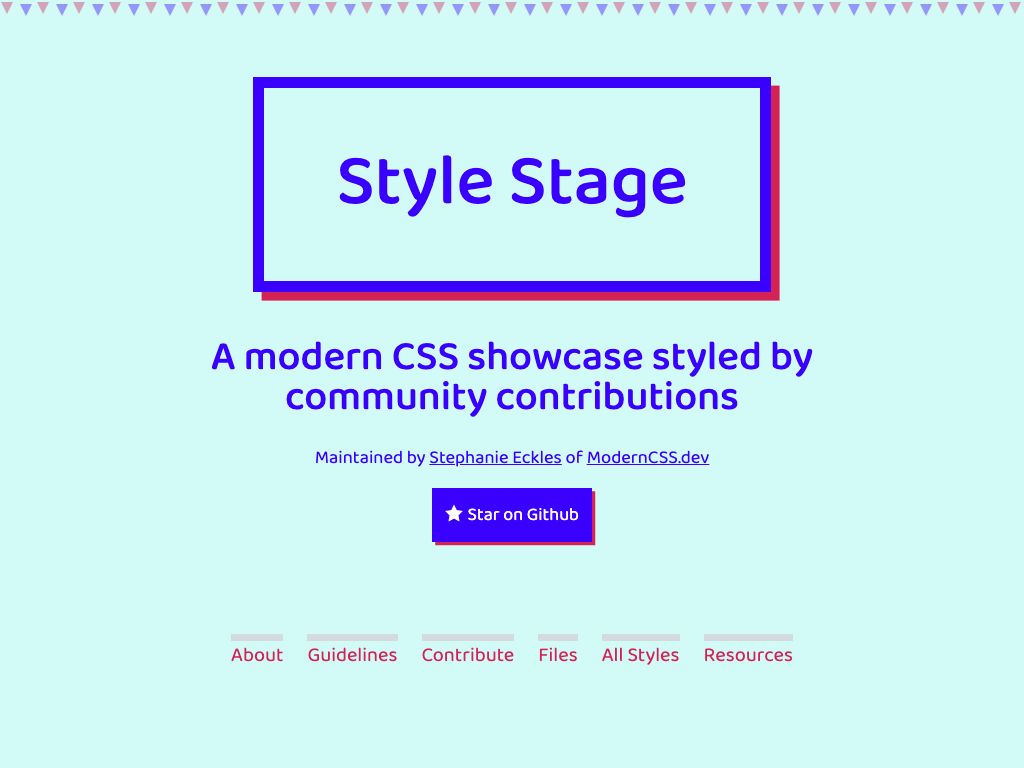 Style Stage
A modern CSS showcase styled by
community contributions
Maintained by Stephanie Eckles of ModernCSS.dev
Star on Github
About Guidelines Contribute Files All Styles Resources